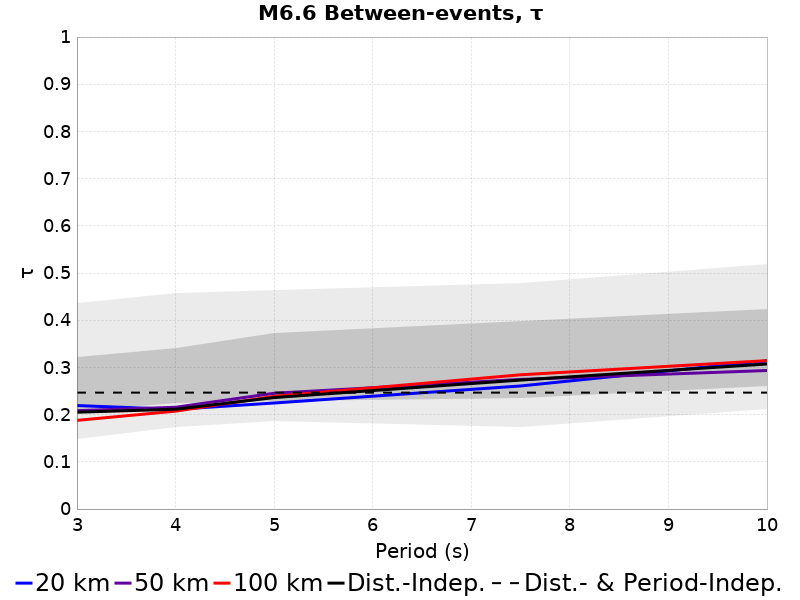 M6.6 Between-events, τ
1
0.9
0.8
0.7
0.6
0.5
0.4
0.3
0.2
0.1
0
τ
3 4 5 6 7 8 9 10
Period (s)
20 km 50 km 100 km Dist.-Indep. Dist.- & Period-Indep.